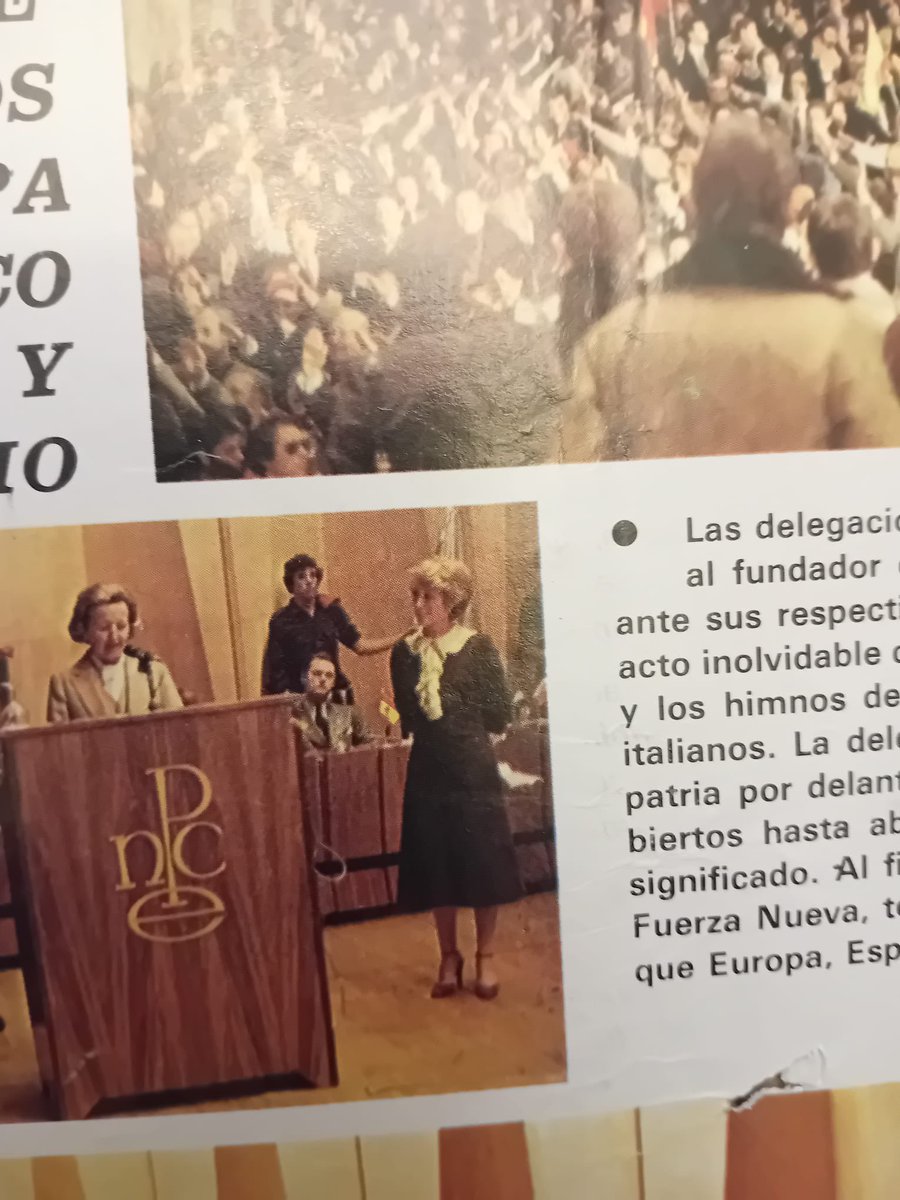 OS
PA
CO
Y
IO
nPc
● Las delegacio
al fundador
ante sus respecti
acto inolvidable
y los himnos de
italianos. La dele
patria por delant
biertos hasta ab
significado. Al fi
Fuerza Nueva, t
que Europa, Esp